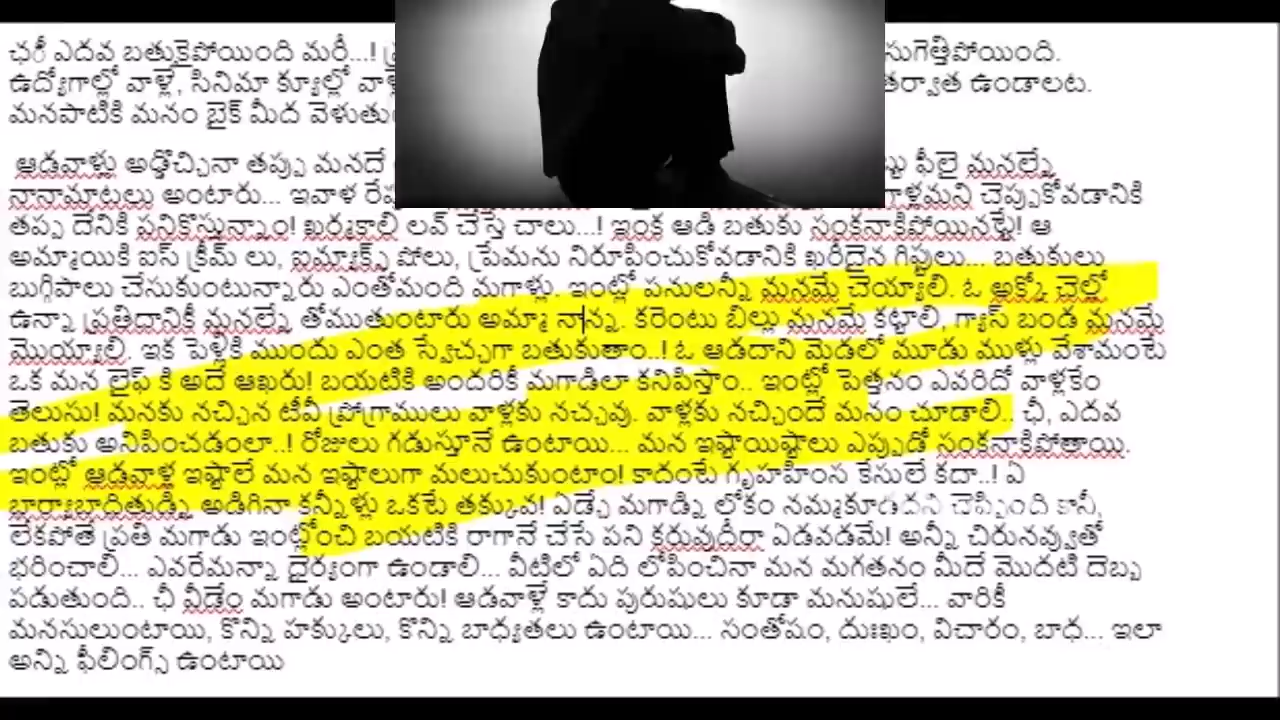 ఛీ ఎదవ బత్తుకైపోయింది మరీ...! సుగెత్తిపోయింది.
ఉద్యోగాల్లో వాళ్లే, సినిమా క్యూల్లో తర్వాత ఉండాలట.
మనపాటికి మనం బైక్ మీద
ఆడవాళ్లు అడ్డొచ్చినా తప్పు మనదే ఫీలై మనల్నే
నానామాటలు అంటారు... ఇవాళ చెప్పుకోవడానికి
తప్ప దేనికి పనికొస్తున్నాం! ఖర్మకాలి లవ్ చేస్తే చాలు...! ఇంక ఆడి బతుకు సంకనాకిపోయినట్టే! ఆ
అమ్మాయికి ఐస్ క్రీమ్ లు, ఐమ్యాక్స్ షోలు, ప్రేమను నిరూపించుకోవడానికి ఖరీదైన గిఫ్టులు... బతుకులు
బుగ్గిపాలు చేసుకుంటున్నారు ఎంతోమంది మగాళ్లు. ఇంట్లో పనులన్నీ మనమే చెయ్యాలి. ఓ అక్కో చెల్లో
ఉన్నా ప్రతిదానికీ మనల్నే తోముతుంటారు అమ్మా నాన్న. కరెంటు బిల్లు మనమే కట్టాలి, గ్యాస్ బండ మనమే
మొయ్యాలి. ఇక పెళ్లికి ముందు ఎంత స్వేచ్ఛగా బతుకుతాం..! ఓ ఆడదాని మెడలో మూడు ముళ్లు వేశామంటే
ఒక మన లైఫ్ కి అదే ఆఖరు! బయటికి అందరికీ మగాడిలా కనిపిస్తాం.. ఇంట్లో పెత్తనం ఎవరిదో వాళ్లకేం
తెలుసు! మనకు నచ్చిన టీవీ ప్రోగ్రాములు వాళ్లకు నచ్చవు. వాళ్లకు నచ్చిందే మనం చూడాలి. ఛీ, ఎదవ
బతుకు అనిపించడంలా..! రోజులు గడుస్తూనే ఉంటాయి... మన ఇష్టాయిష్టాలు ఎప్పుడో సంకనాకిపోతాయి.
ఇంట్లో ఆడవాళ్ల ఇష్టాలే మన ఇష్టాలుగా మలుచుకుంటాం! కాదంటే గృహహింస కేసులే కదా..! ఏ
భార్యాబాధితుడ్ని అడిగినా కన్నీళ్లు ఒకటే తక్కువ! ఏడ్చే మగాడ్ని లోకం నమ్మకూడదని చెప్పింది కానీ,
లేకపోతే ప్రతి మగాడు ఇంట్లోంచి బయటికి రాగానే చేసే పని కరువుదీరా ఏడవడమే! అన్నీ చిరునవ్వుతో
భరించాలి... ఎవరేమన్నా ధైర్యంగా ఉండాలి... వీటిలో ఏది లోపించినా మన మగతనం మీదే మొదటి దెబ్బ
పడుతుంది.. ఛీ వీడేం మగాడు అంటారు! ఆడవాళ్లే కాదు పురుషులు కూడా మనుషులే... వారికీ
మనసులుంటాయి, కొన్ని హక్కులు, కొన్ని బాధ్యతలు ఉంటాయి... సంతోషం, దుఃఖం, విచారం, బాధ... ఇలా
అన్ని ఫీలింగ్స్ ఉంటాయి